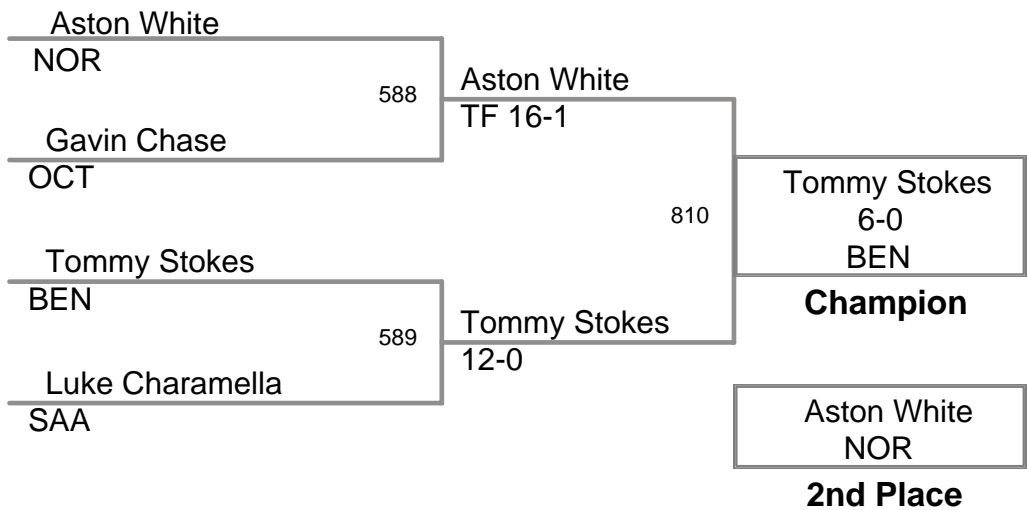 Aston White
NOR
588
Aston White
TF 16-1
Gavin Chase
OCT
Tommy Stokes
6-0
BEN
Champion
810
Tommy Stokes
BEN
589
Tommy Stokes
12-0
Luke Charamella
SAA
Aston White
NOR
2nd Place